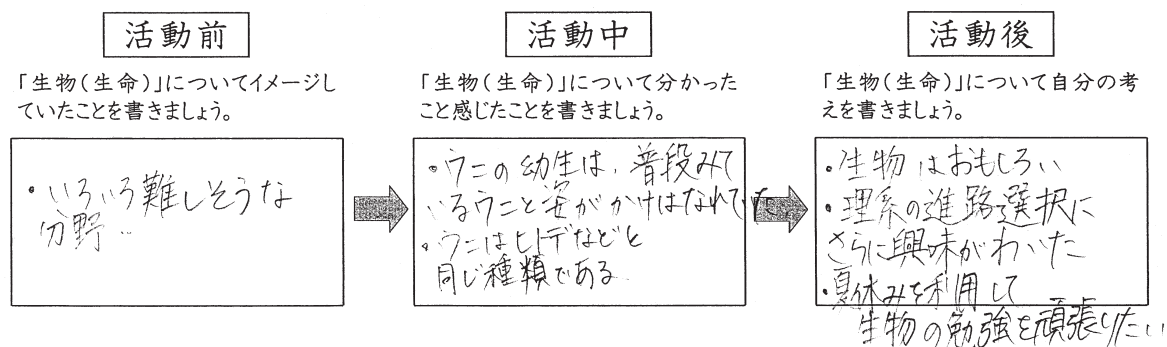 活動前
「生物(生命)」についてイメージし
ていたことを書きましょう。
・いろいろ難しそうな
分野..
活動中
「生物(生命)」について分かった
こと感じたことを書きましょう。
・ウニの幼生は、普段みて
いるウニと姿がかけはなれていた
・ウニはヒトデなどと
同じ種類である.
活動後
「生物(生命)」について自分の考
えを書きましょう。
・生物はおもしろい
・理系の進路選択に
さらに興味がわいた
・夏休みを利用して
生物の勉強を頑張りたい